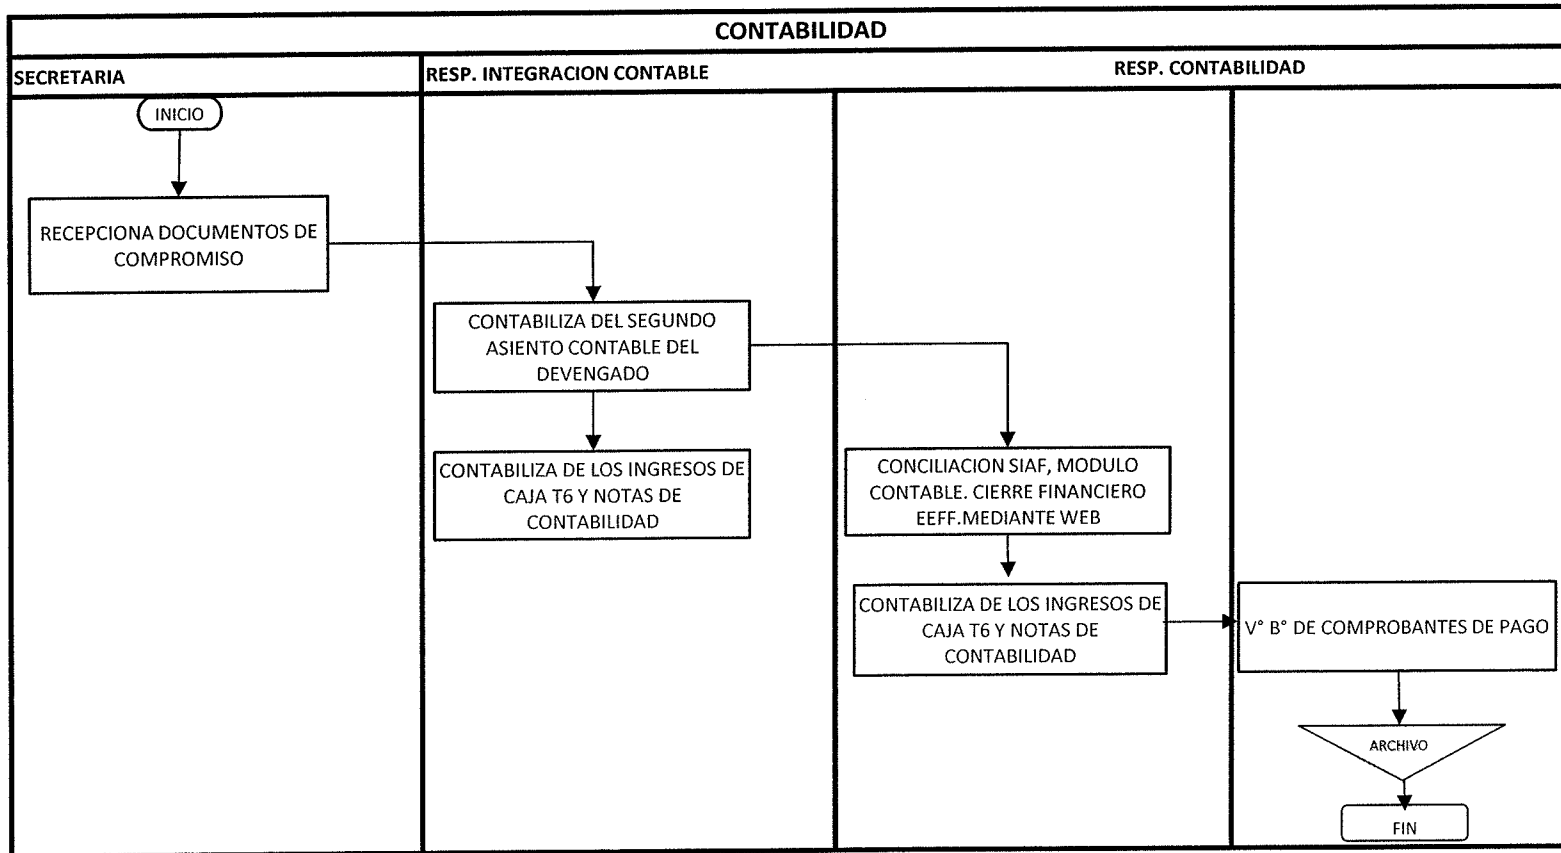 CONTABILIDAD
SECRETARIA
RESP. INTEGRACION CONTABLE
RESP. CONTABILIDAD
INICIO
RECEPCIONA DOCUMENTOS DE
COMPROMISO
CONTABILIZA DEL SEGUNDO
ASIENTO CONTABLE DEL
DEVENGADO
CONTABILIZA DE LOS INGRESOS DE
CAJA T6 Y NOTAS DE
CONTABILIDAD
CONCILIACION SIAF, MODULO
CONTABLE. CIERRE FINANCIERO
EEFF.MEDIANTE WEB
CONTABILIZA DE LOS INGRESOS DE
CAJA T6 Y NOTAS DE
CONTABILIDAD
V° B° DE COMPROBANTES DE PAGO
ARCHIVO
FIN